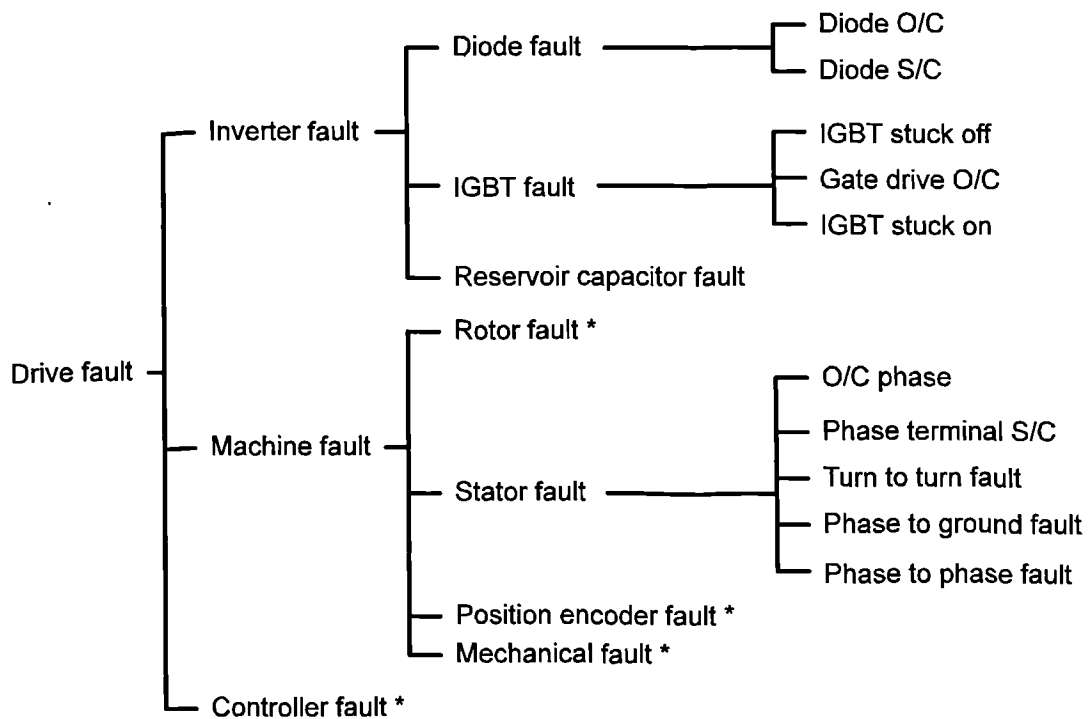 Drive fault
Inverter fault
Diode fault
Diode O/C
Diode S/C
IGBT fault
IGBT stuck off
Gate drive O/C
IGBT stuck on
Reservoir capacitor fault
Machine fault
Rotor fault *
Stator fault
O/C phase
Phase terminal S/C
Turn to turn fault
Phase to ground fault
Phase to phase fault
Position encoder fault *
Mechanical fault *
Controller fault *